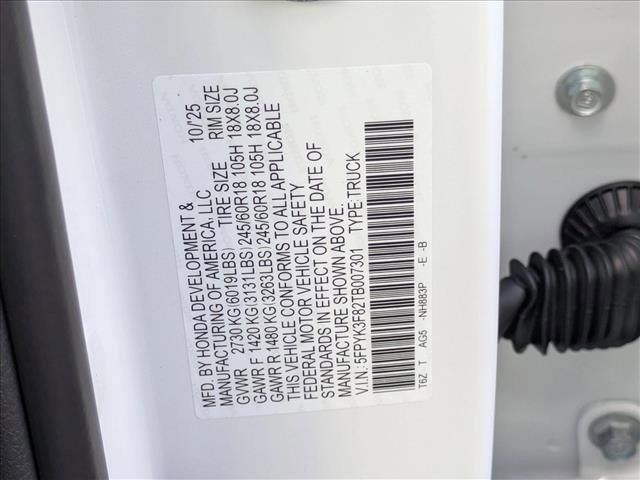 MFD. BY HONDA DEVELOPMENT & 10/'25
MANUFACTURING OF AMERICA, LLC
GVWR 2730 KG(6019LBS) TIRE SIZE RIM SIZE
GAWR F 1420 KG(3131LBS)245/60R18 105H 18X8.0J
GAWR R 1480 KG(3263LBS)245/60R18 105H 18X8.0J
THIS VEHICLE CONFORMS TO ALL APPLICABLE
FEDERAL MOTOR VEHICLE SAFETY
STANDARDS IN EFFECT ON THE DATE OF
MANUFACTURE SHOWN ABOVE.
V.I.N.:5FPYK3F82TB007301 TYPE:TRUCK
T6Z T AG5 -NH883P -E -B